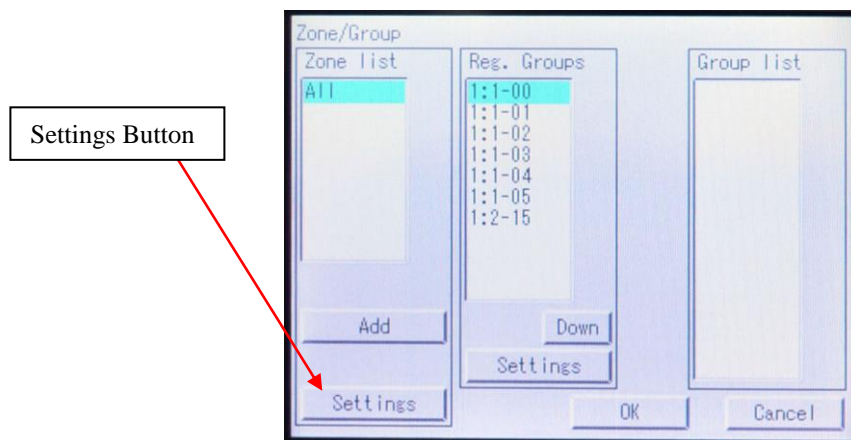 Zone/Group
Zone list
Reg. Groups
Group list
All
1:1-00
1:1-01
1:1-02
1:1-03
1:1-04
1:1-05
1:2-15
Settings Button
Add
Down
Settings
Settings
OK
Cancel